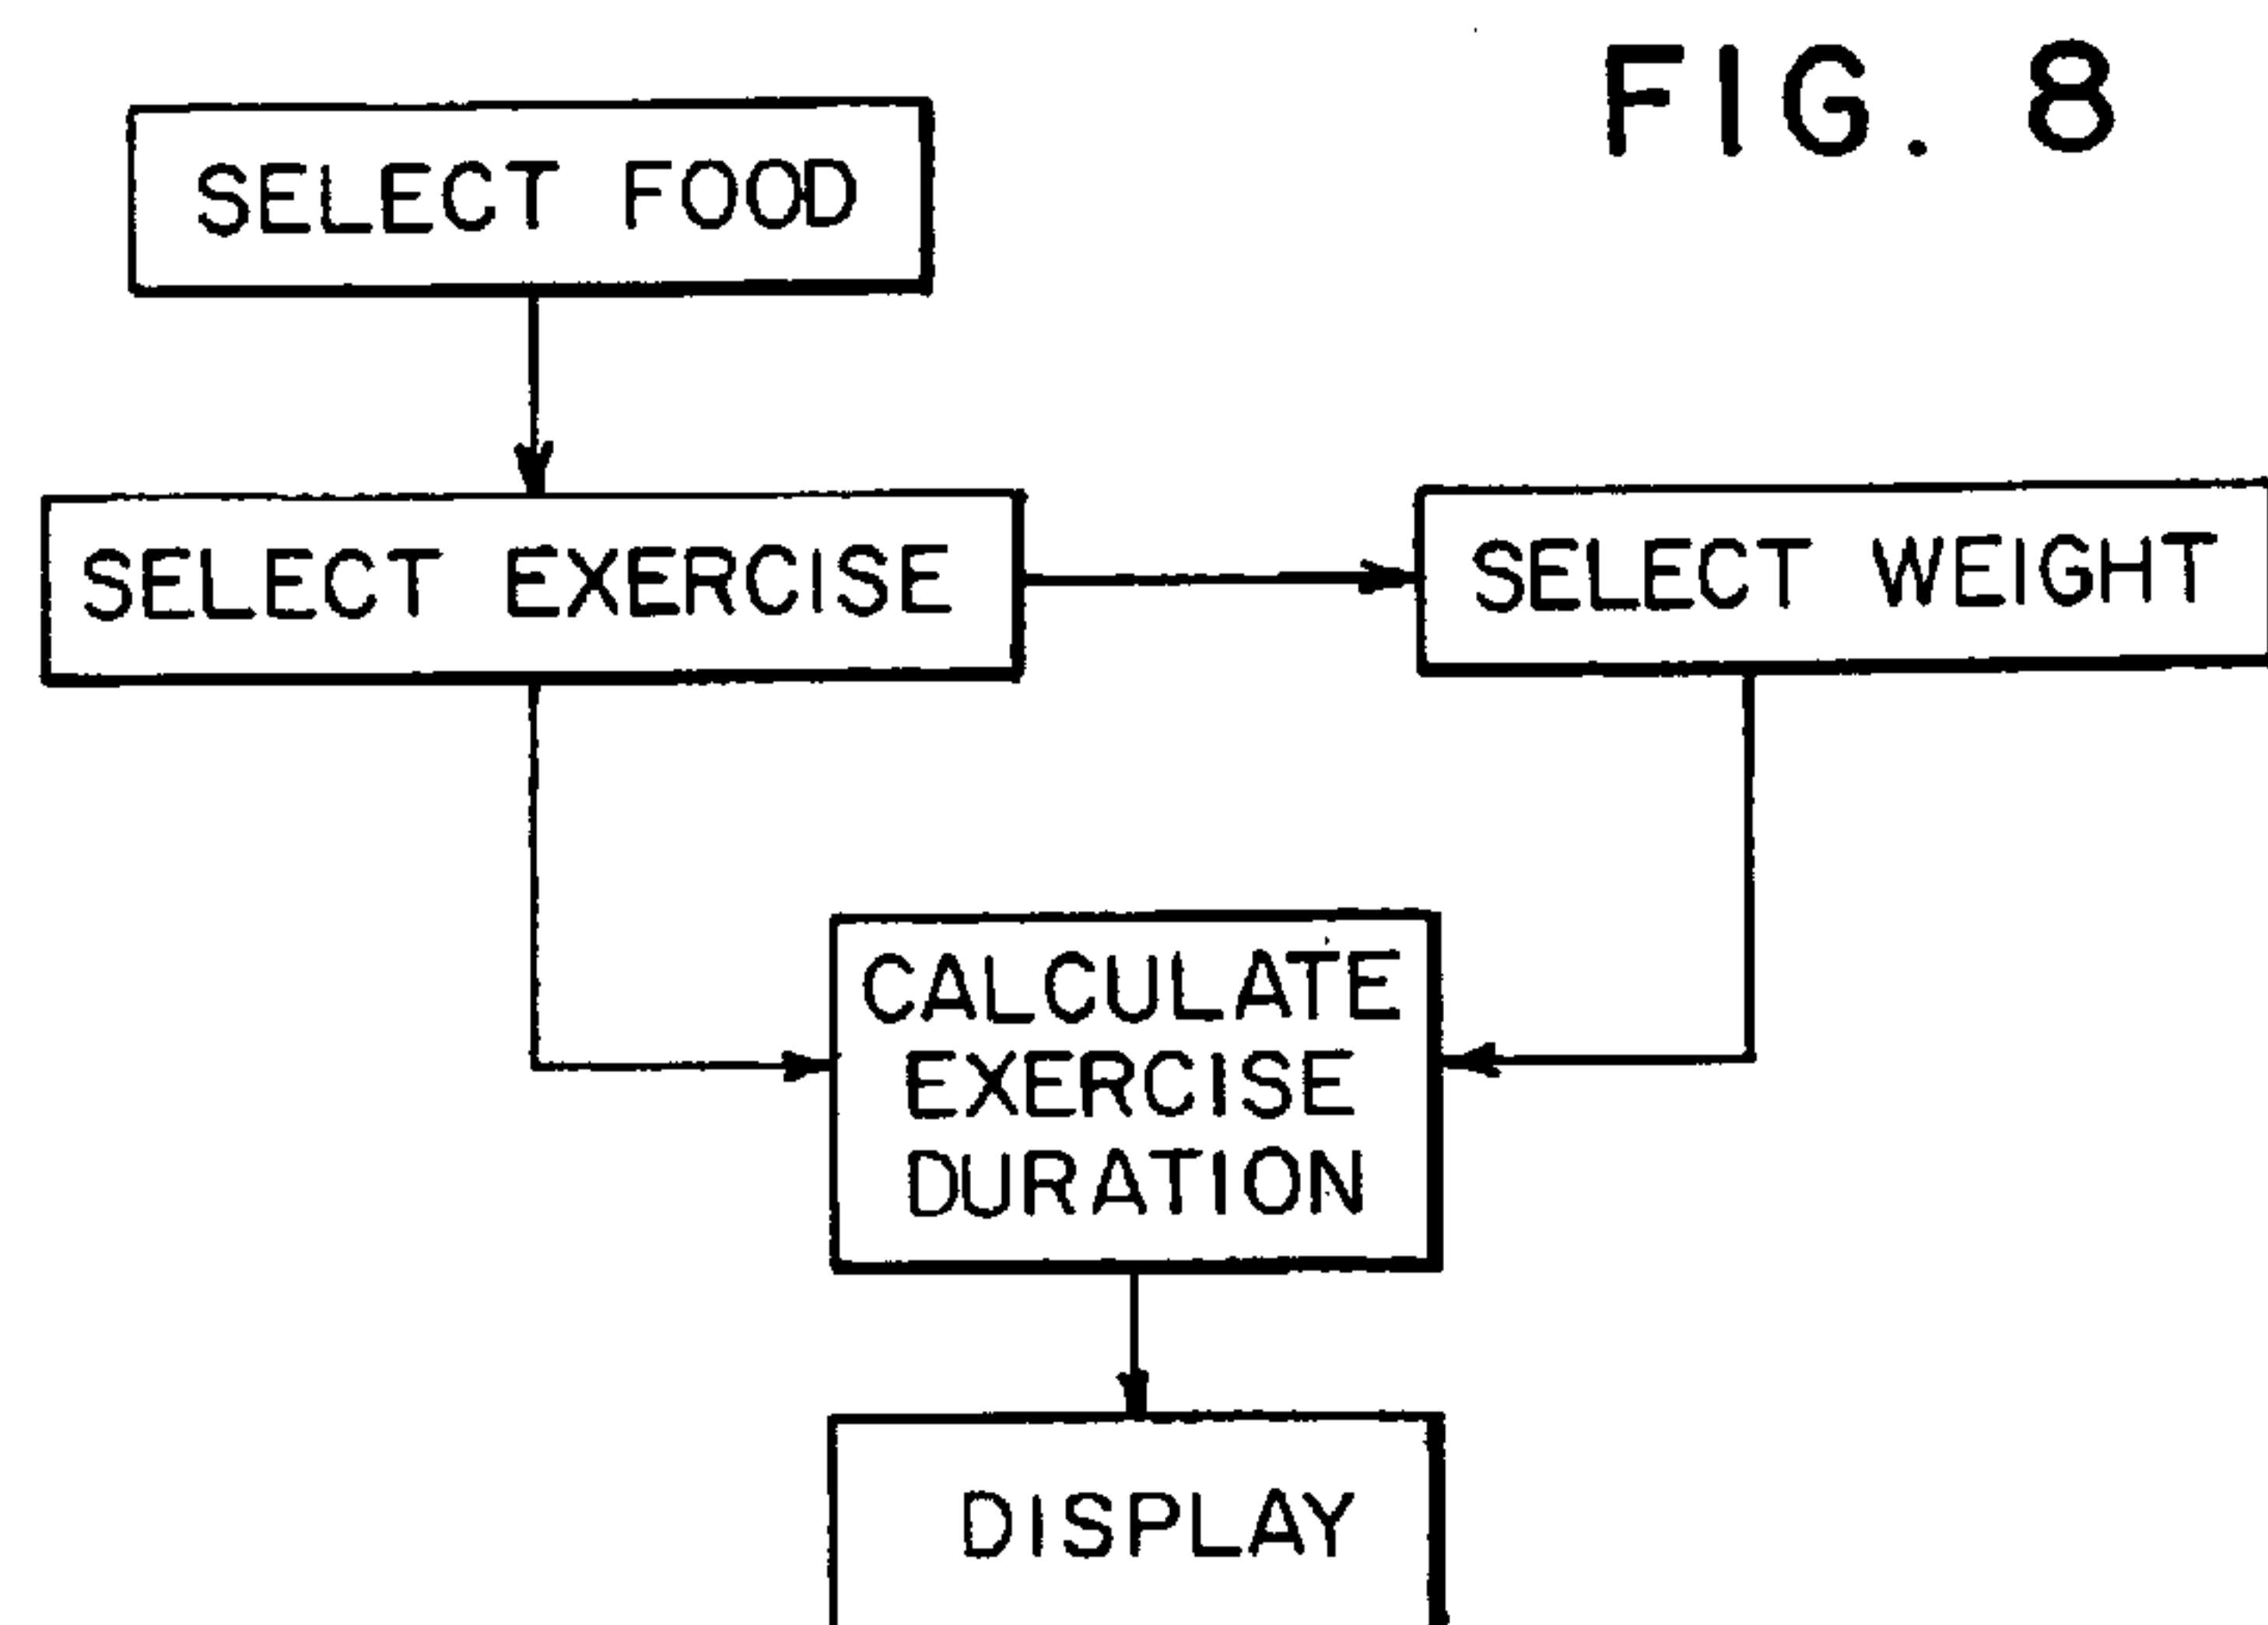 FIG. 8
SELECT FOOD
SELECT EXERCISE
SELECT WEIGHT
CALCULATE
EXERCISE
DURATION
DISPLAY